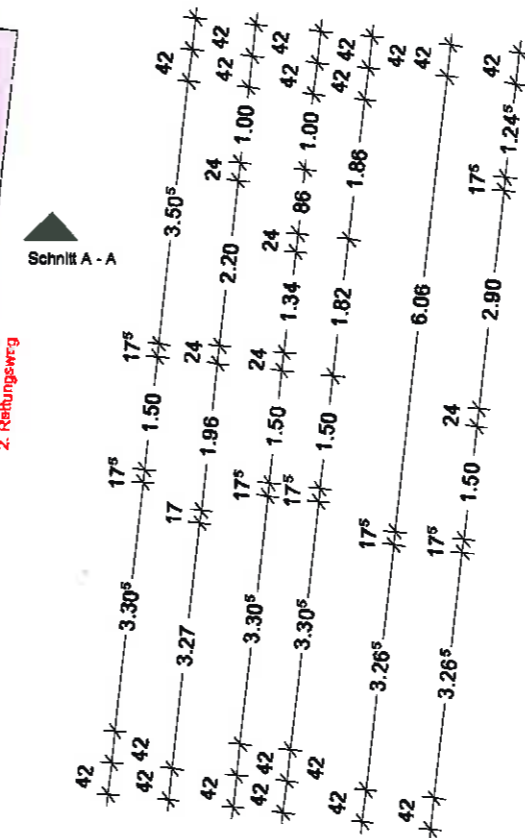 2. Rettungsweg
Schnitt A - A
42 42 3.30⁵ 17⁵ 1.50 17⁵ 3.50⁵ 42 42
42 3.27 17 1.96 24 2.20 24 1.00 42 42
42 42 3.30⁵ 17⁵ 1.50 24 1.34 24 86 1.00 42 42
42 42 3.30⁵ 17⁵ 1.50 1.82 1.86 42 42
42 3.26⁵ 17⁵ 6.06 42
42 3.26⁵ 17⁵ 1.50 24 2.90 17⁵ 1.24⁵ 42